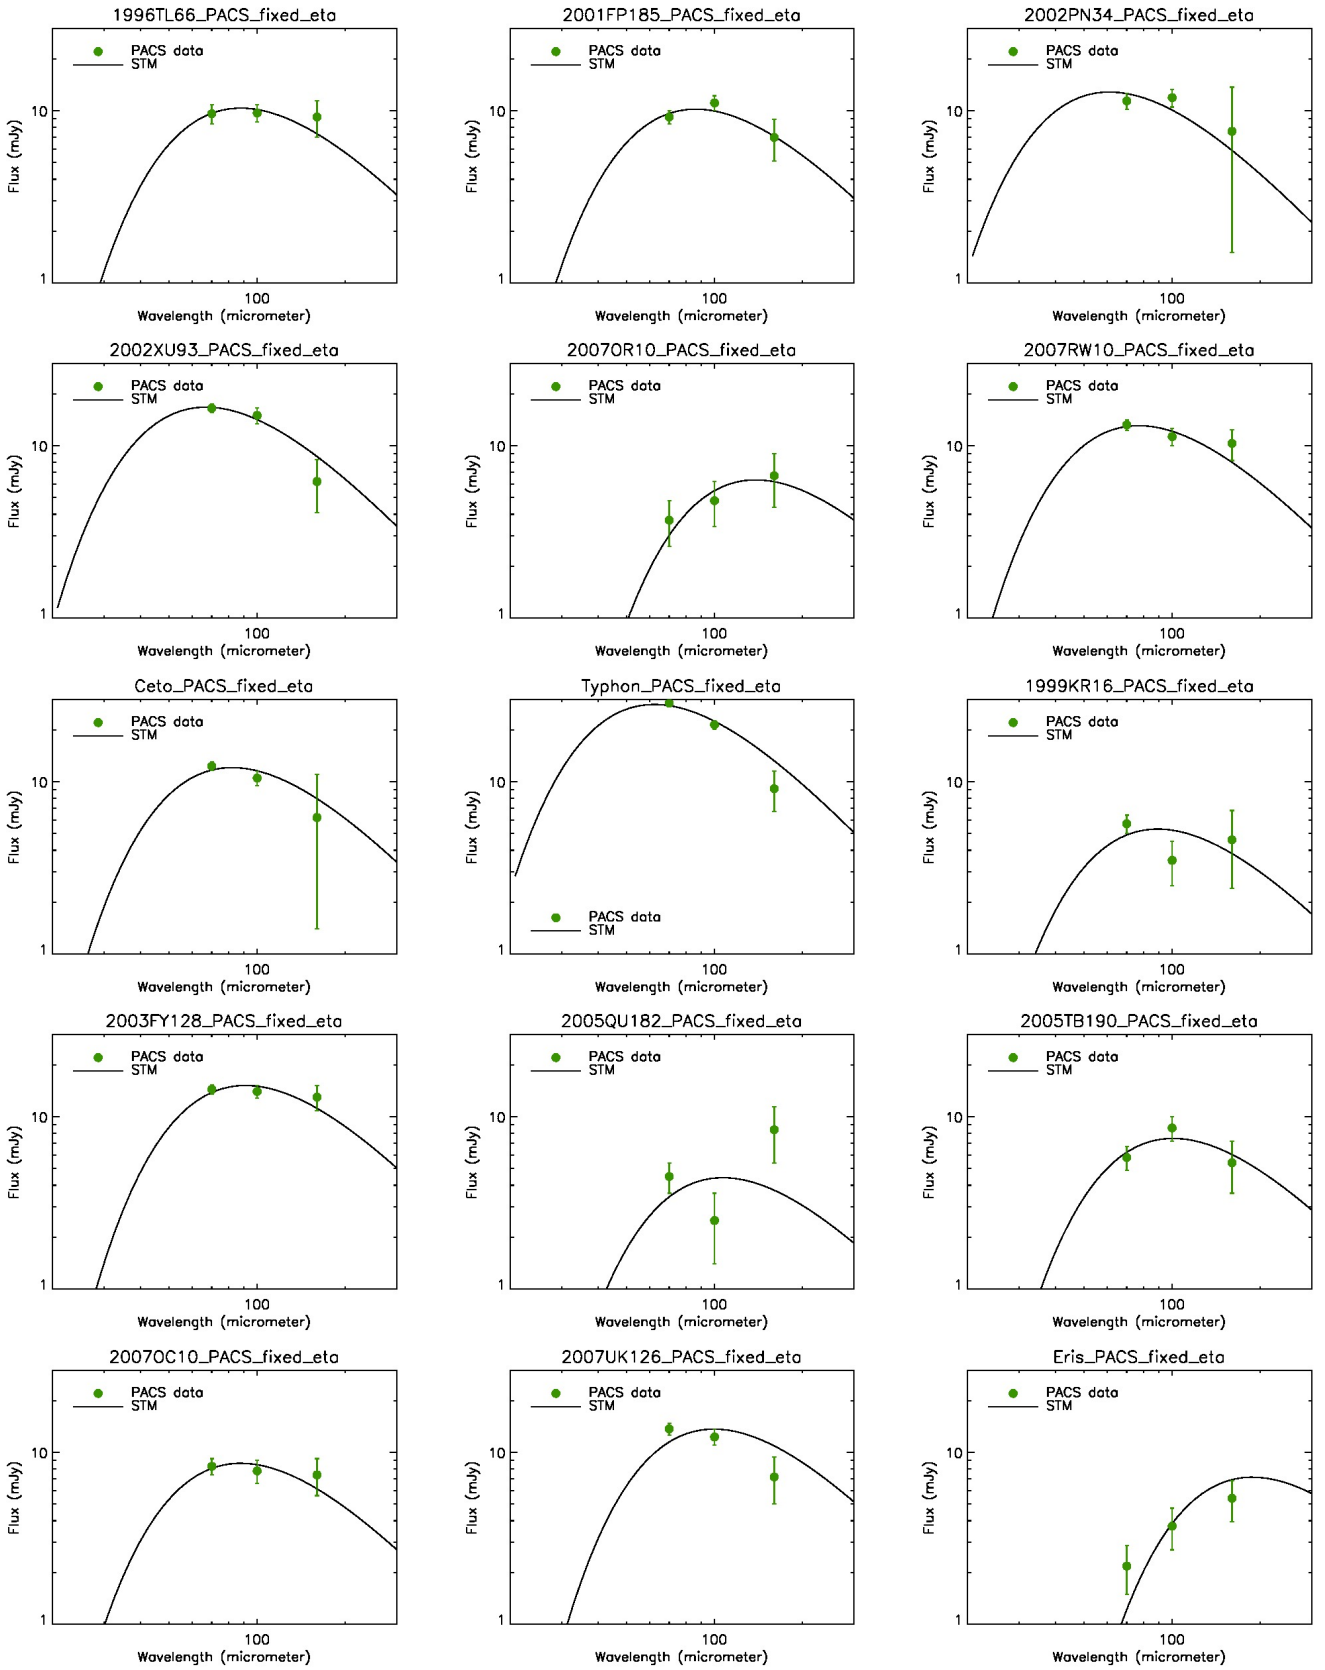 1996TL66_PACS_fixed_eta
PACS data
STM
10
1
Flux (mJy)
100
Wavelength (micrometer)
2001FP185_PACS_fixed_eta
PACS data
STM
10
1
Flux (mJy)
100
Wavelength (micrometer)
2002PN34_PACS_fixed_eta
PACS data
STM
10
1
Flux (mJy)
100
Wavelength (micrometer)
2002XU93_PACS_fixed_eta
PACS data
STM
10
1
Flux (mJy)
100
Wavelength (micrometer)
2007OR10_PACS_fixed_eta
PACS data
STM
10
1
Flux (mJy)
100
Wavelength (micrometer)
2007RW10_PACS_fixed_eta
PACS data
STM
10
1
Flux (mJy)
100
Wavelength (micrometer)
Ceto_PACS_fixed_eta
PACS data
STM
10
1
Flux (mJy)
100
Wavelength (micrometer)
Typhon_PACS_fixed_eta
10
Flux (mJy)
PACS data
STM
1
100
Wavelength (micrometer)
1999KR16_PACS_fixed_eta
PACS data
STM
10
1
Flux (mJy)
100
Wavelength (micrometer)
2003FY128_PACS_fixed_eta
PACS data
STM
10
1
Flux (mJy)
100
Wavelength (micrometer)
2005QU182_PACS_fixed_eta
PACS data
STM
10
1
Flux (mJy)
100
Wavelength (micrometer)
2005TB190_PACS_fixed_eta
PACS data
STM
10
1
Flux (mJy)
100
Wavelength (micrometer)
2007OC10_PACS_fixed_eta
PACS data
STM
10
1
Flux (mJy)
100
Wavelength (micrometer)
2007UK126_PACS_fixed_eta
PACS data
STM
10
1
Flux (mJy)
100
Wavelength (micrometer)
Eris_PACS_fixed_eta
PACS data
STM
10
1
Flux (mJy)
100
Wavelength (micrometer)